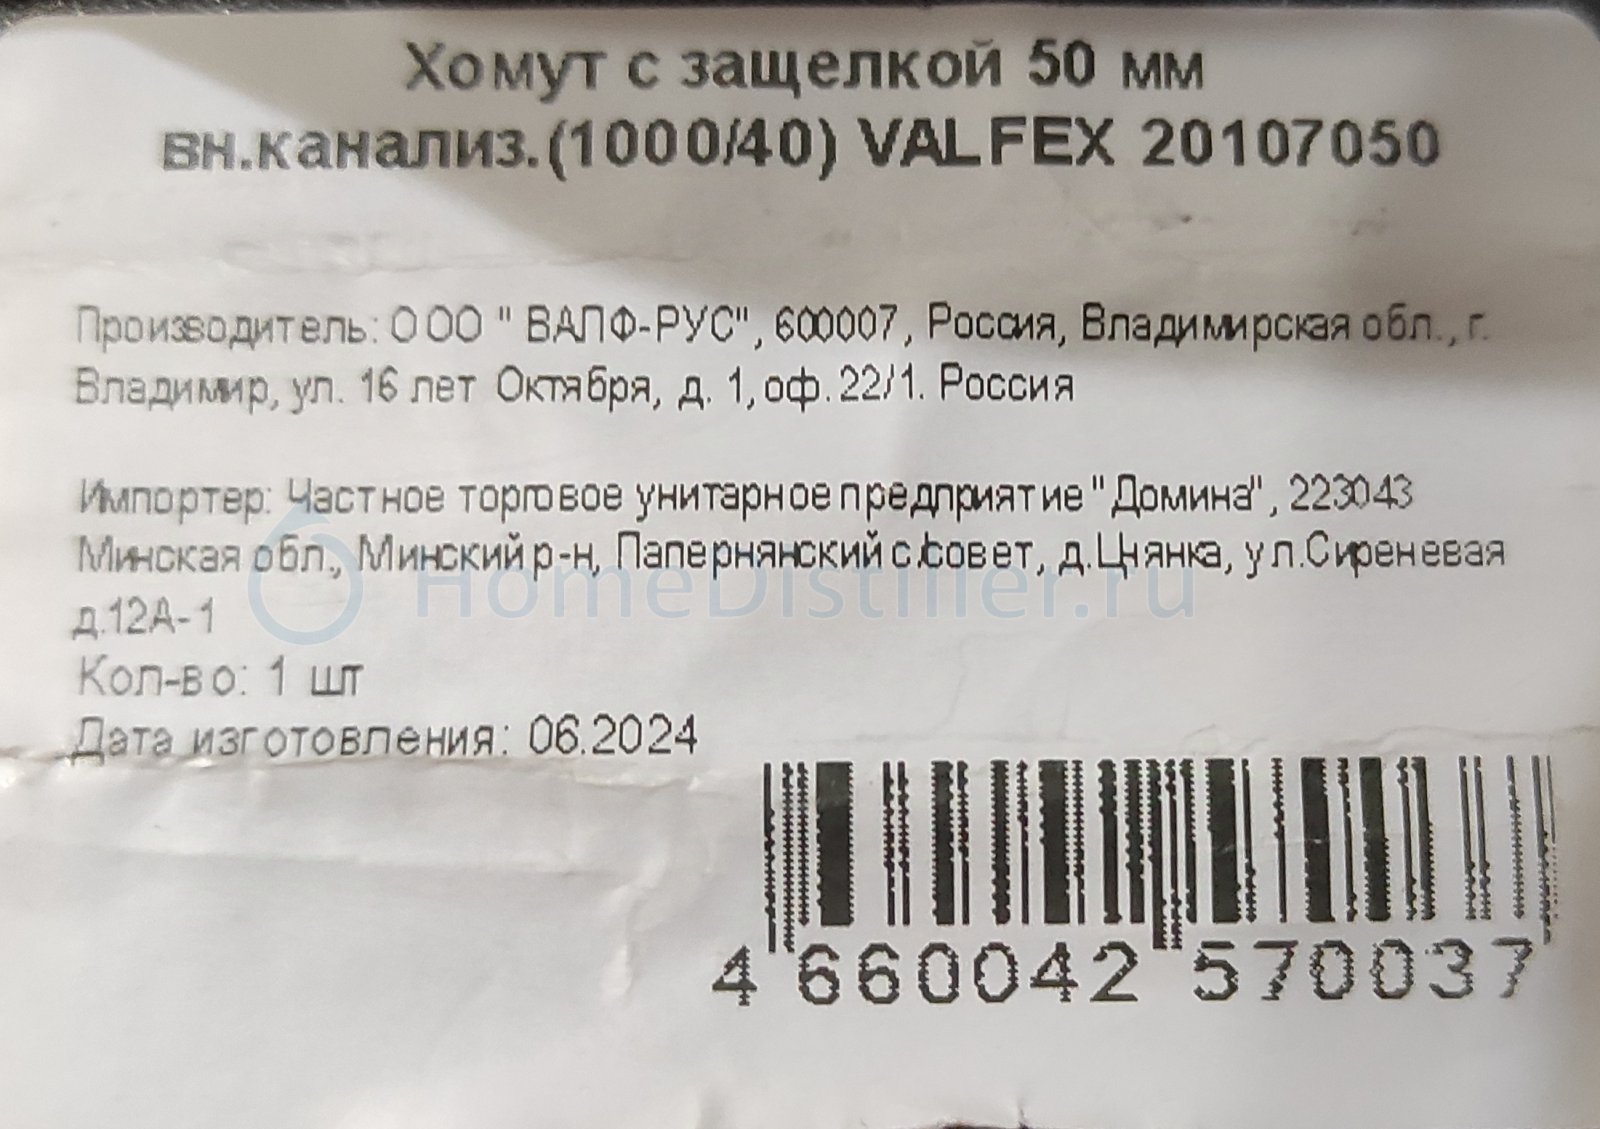 Хомут с защелкой 50 мм
вн.канализ.(1000/40) VALFEX 20107050
Производитель: ООО " ВАЛФ-РУС", 600007, Россия, Владимирская обл., г.
Владимир, ул. 16 лет Октября, д. 1, оф. 22/1. Россия
Импортер: Частное торговое унитарное предприятие "Домина", 223043
Минская обл., Минский р-н, Папернянский с/совет, д.Цнянка, ул.Сиреневая
д.12А-1
HomeDistiller.ru
Кол-во: 1 шт
Дата изготовления: 06.2024
4 660042 570037